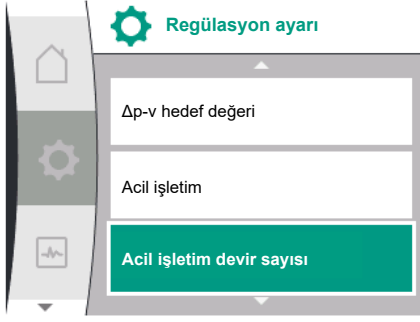 Regülasyon ayarı
Δp-v hedef değeri
Acil işletim
Acil işletim devir sayısı